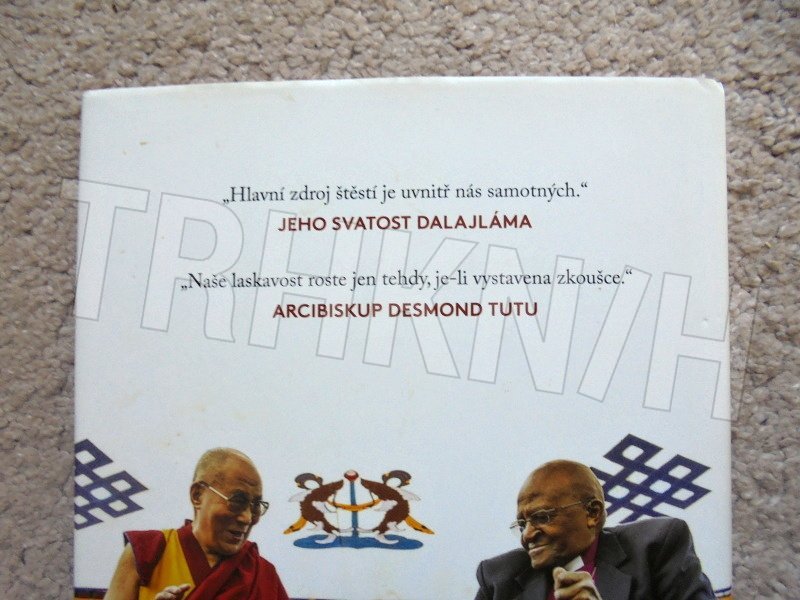 „Hlavní zdroj štěstí je uvnitř nás samotných.“
JEHO SVATOST DALAJLÁMA
„Naše laskavost roste jen tehdy, je-li vystavena zkoušce.“
ARCIBISKUP DESMOND TUTU
TRHKNIH